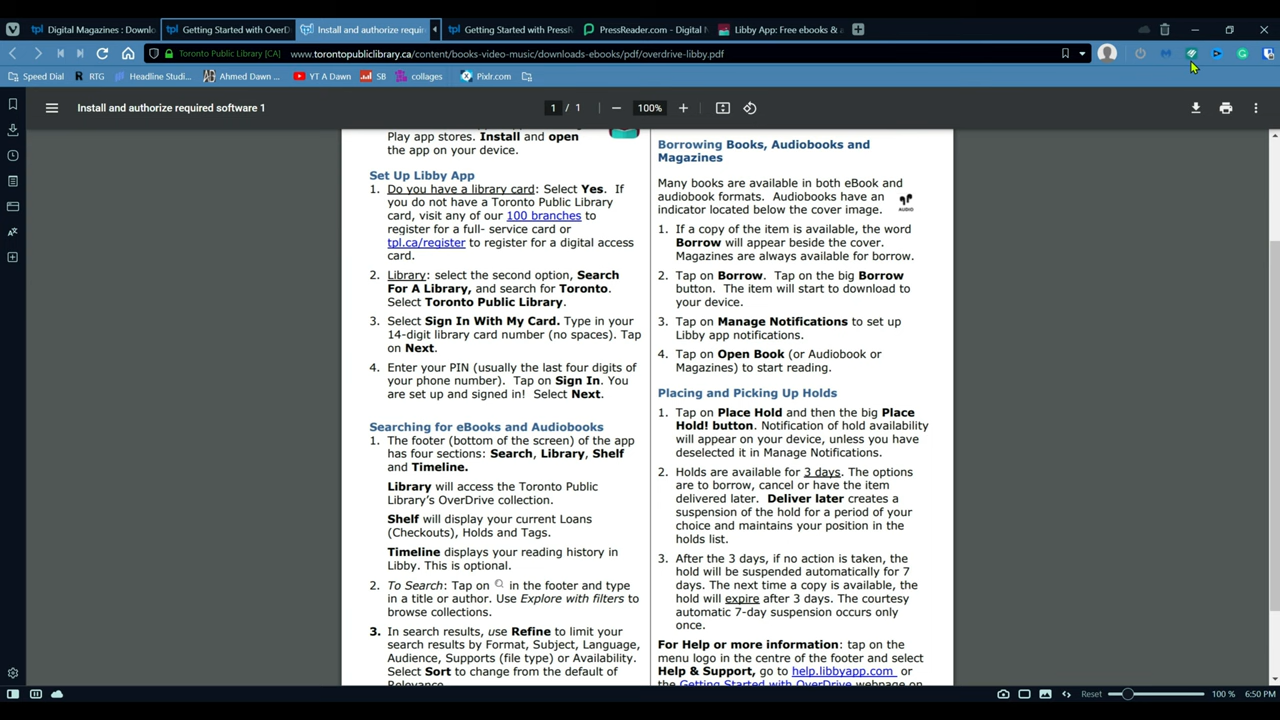 tpl: Digital Magazines : Downlo
tpl: Getting Started with OverD
Install and authorize requir
tpl: Getting Started with PressR
PressReader.com - Digital N
Libby App: Free ebooks & a
Toronto Public Library [CA]
www.torontopubliclibrary.ca/content/books-video-music/downloads-ebooks/pdf/overdrive-libby.pdf
Speed Dial
RTG
Headline Studi...
Ahmed Dawn ...
YT A Dawn
SB
collages
Pixlr.com
Install and authorize required software 1
1 / 1
100%
Play app stores. Install and open
the app on your device.
Set Up Libby App
1. Do you have a library card: Select Yes. If
you do not have a Toronto Public Library
card, visit any of our 100 branches to
register for a full- service card or
tpl.ca/register to register for a digital access
card.
2. Library: select the second option, Search
For A Library, and search for Toronto.
Select Toronto Public Library.
3. Select Sign In With My Card. Type in your
14-digit library card number (no spaces). Tap
on Next.
4. Enter your PIN (usually the last four digits of
your phone number). Tap on Sign In. You
are set up and signed in! Select Next.
Searching for eBooks and Audiobooks
1. The footer (bottom of the screen) of the app
has four sections: Search, Library, Shelf
and Timeline.
Library will access the Toronto Public
Library's OverDrive collection.
Shelf will display your current Loans
(Checkouts), Holds and Tags.
Timeline displays your reading history in
Libby. This is optional.
2. To Search: Tap on in the footer and type
in a title or author. Use Explore with filters to
browse collections.
3. In search results, use Refine to limit your
search results by Format, Subject, Language,
Audience, Supports (file type) or Availability.
Select Sort to change from the default of
Relevance
Borrowing Books, Audiobooks and
Magazines
Many books are available in both eBook and
audiobook formats. Audiobooks have an
indicator located below the cover image.
AUDIO
1. If a copy of the item is available, the word
Borrow will appear beside the cover.
Magazines are always available for borrow.
2. Tap on Borrow. Tap on the big Borrow
button. The item will start to download to
your device.
3. Tap on Manage Notifications to set up
Libby app notifications.
4. Tap on Open Book (or Audiobook or
Magazines) to start reading.
Placing and Picking Up Holds
1. Tap on Place Hold and then the big Place
Hold! button. Notification of hold availability
will appear on your device, unless you have
deselected it in Manage Notifications.
2. Holds are available for 3 days. The options
are to borrow, cancel or have the item
delivered later. Deliver later creates a
suspension of the hold for a period of your
choice and maintains your position in the
holds list.
3. After the 3 days, if no action is taken, the
hold will be suspended automatically for 7
days. The next time a copy is available, the
hold will expire after 3 days. The courtesy
automatic 7-day suspension occurs only
once.
For Help or more information: tap on the
menu logo in the centre of the footer and select
Help & Support, go to help.libbyapp.com or
the Getting Started with OverDrive webpage on
Reset
100 %
6:50 PM